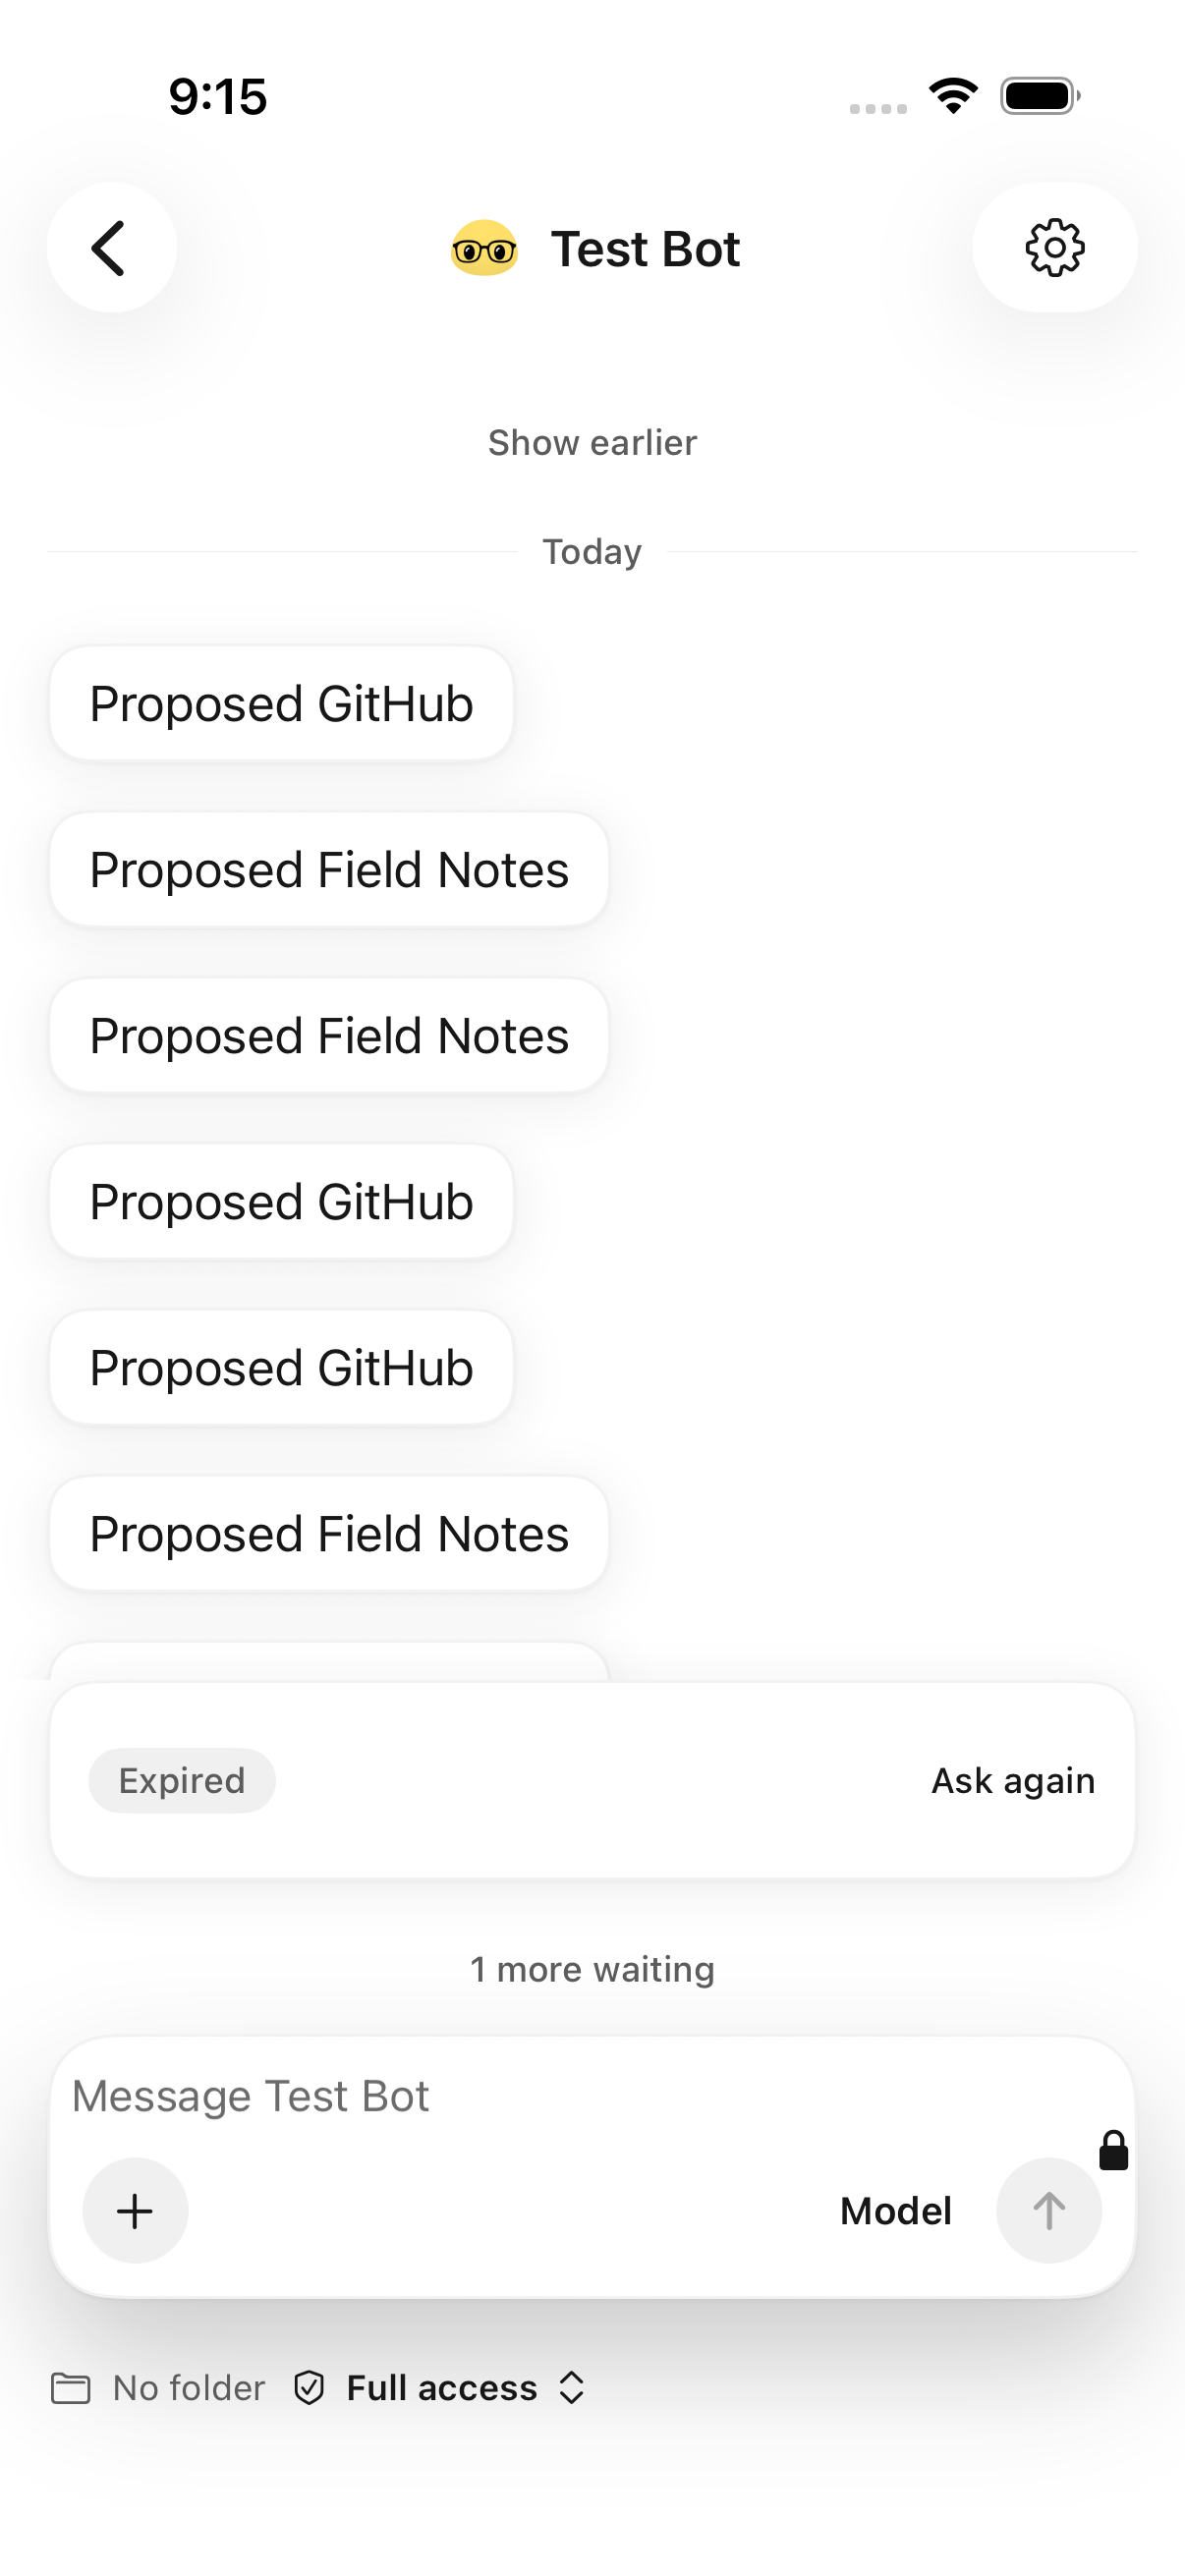 9:15
Test Bot
Show earlier
Today
Proposed GitHub
Proposed Field Notes
Proposed Field Notes
Proposed GitHub
Proposed GitHub
Proposed Field Notes
Expired
Ask again
1 more waiting
Message Test Bot
Model
No folder
Full access